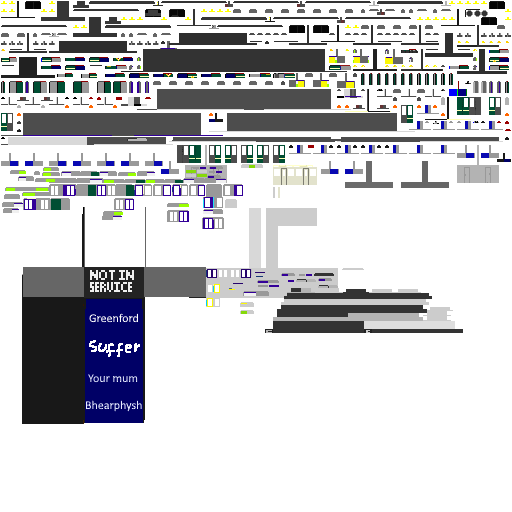 NOT IN
SERVICE
Greenford
Suffer
Your mum
Bhearphysh